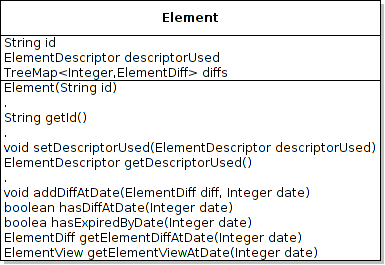 Element
String id
ElementDescriptor descriptorUsed
TreeMap<Integer,ElementDiff> diffs
Element(String id)
.
String getId()
.
void setDescriptorUsed(ElementDescriptor descriptorUsed)
ElementDescriptor getDescriptorUsed()
.
void addDiffAtDate(ElementDiff diff, Integer date)
boolean hasDiffAtDate(Integer date)
boolea hasExpiredByDate(Integer date)
ElementDiff getElementDiffAtDate(Integer date)
ElementView getElementViewAtDate(Integer date)